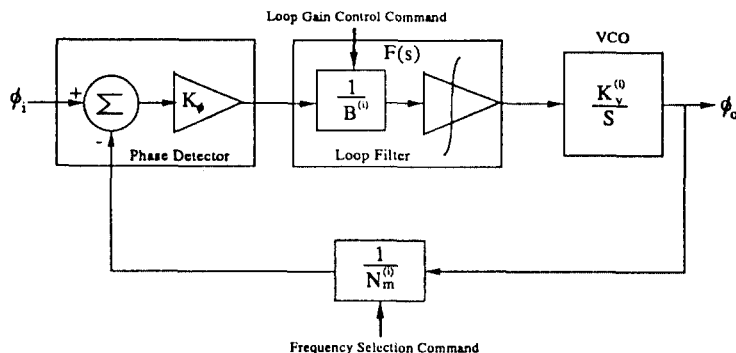 Loop Gain Control Command
VCO
F(s)
ϕi
+
Σ
-
Kϕ
Phase Detector
1
B(i)
Loop Filter
Kv(i)
S
ϕo
1
Nm(i)
Frequency Selection Command